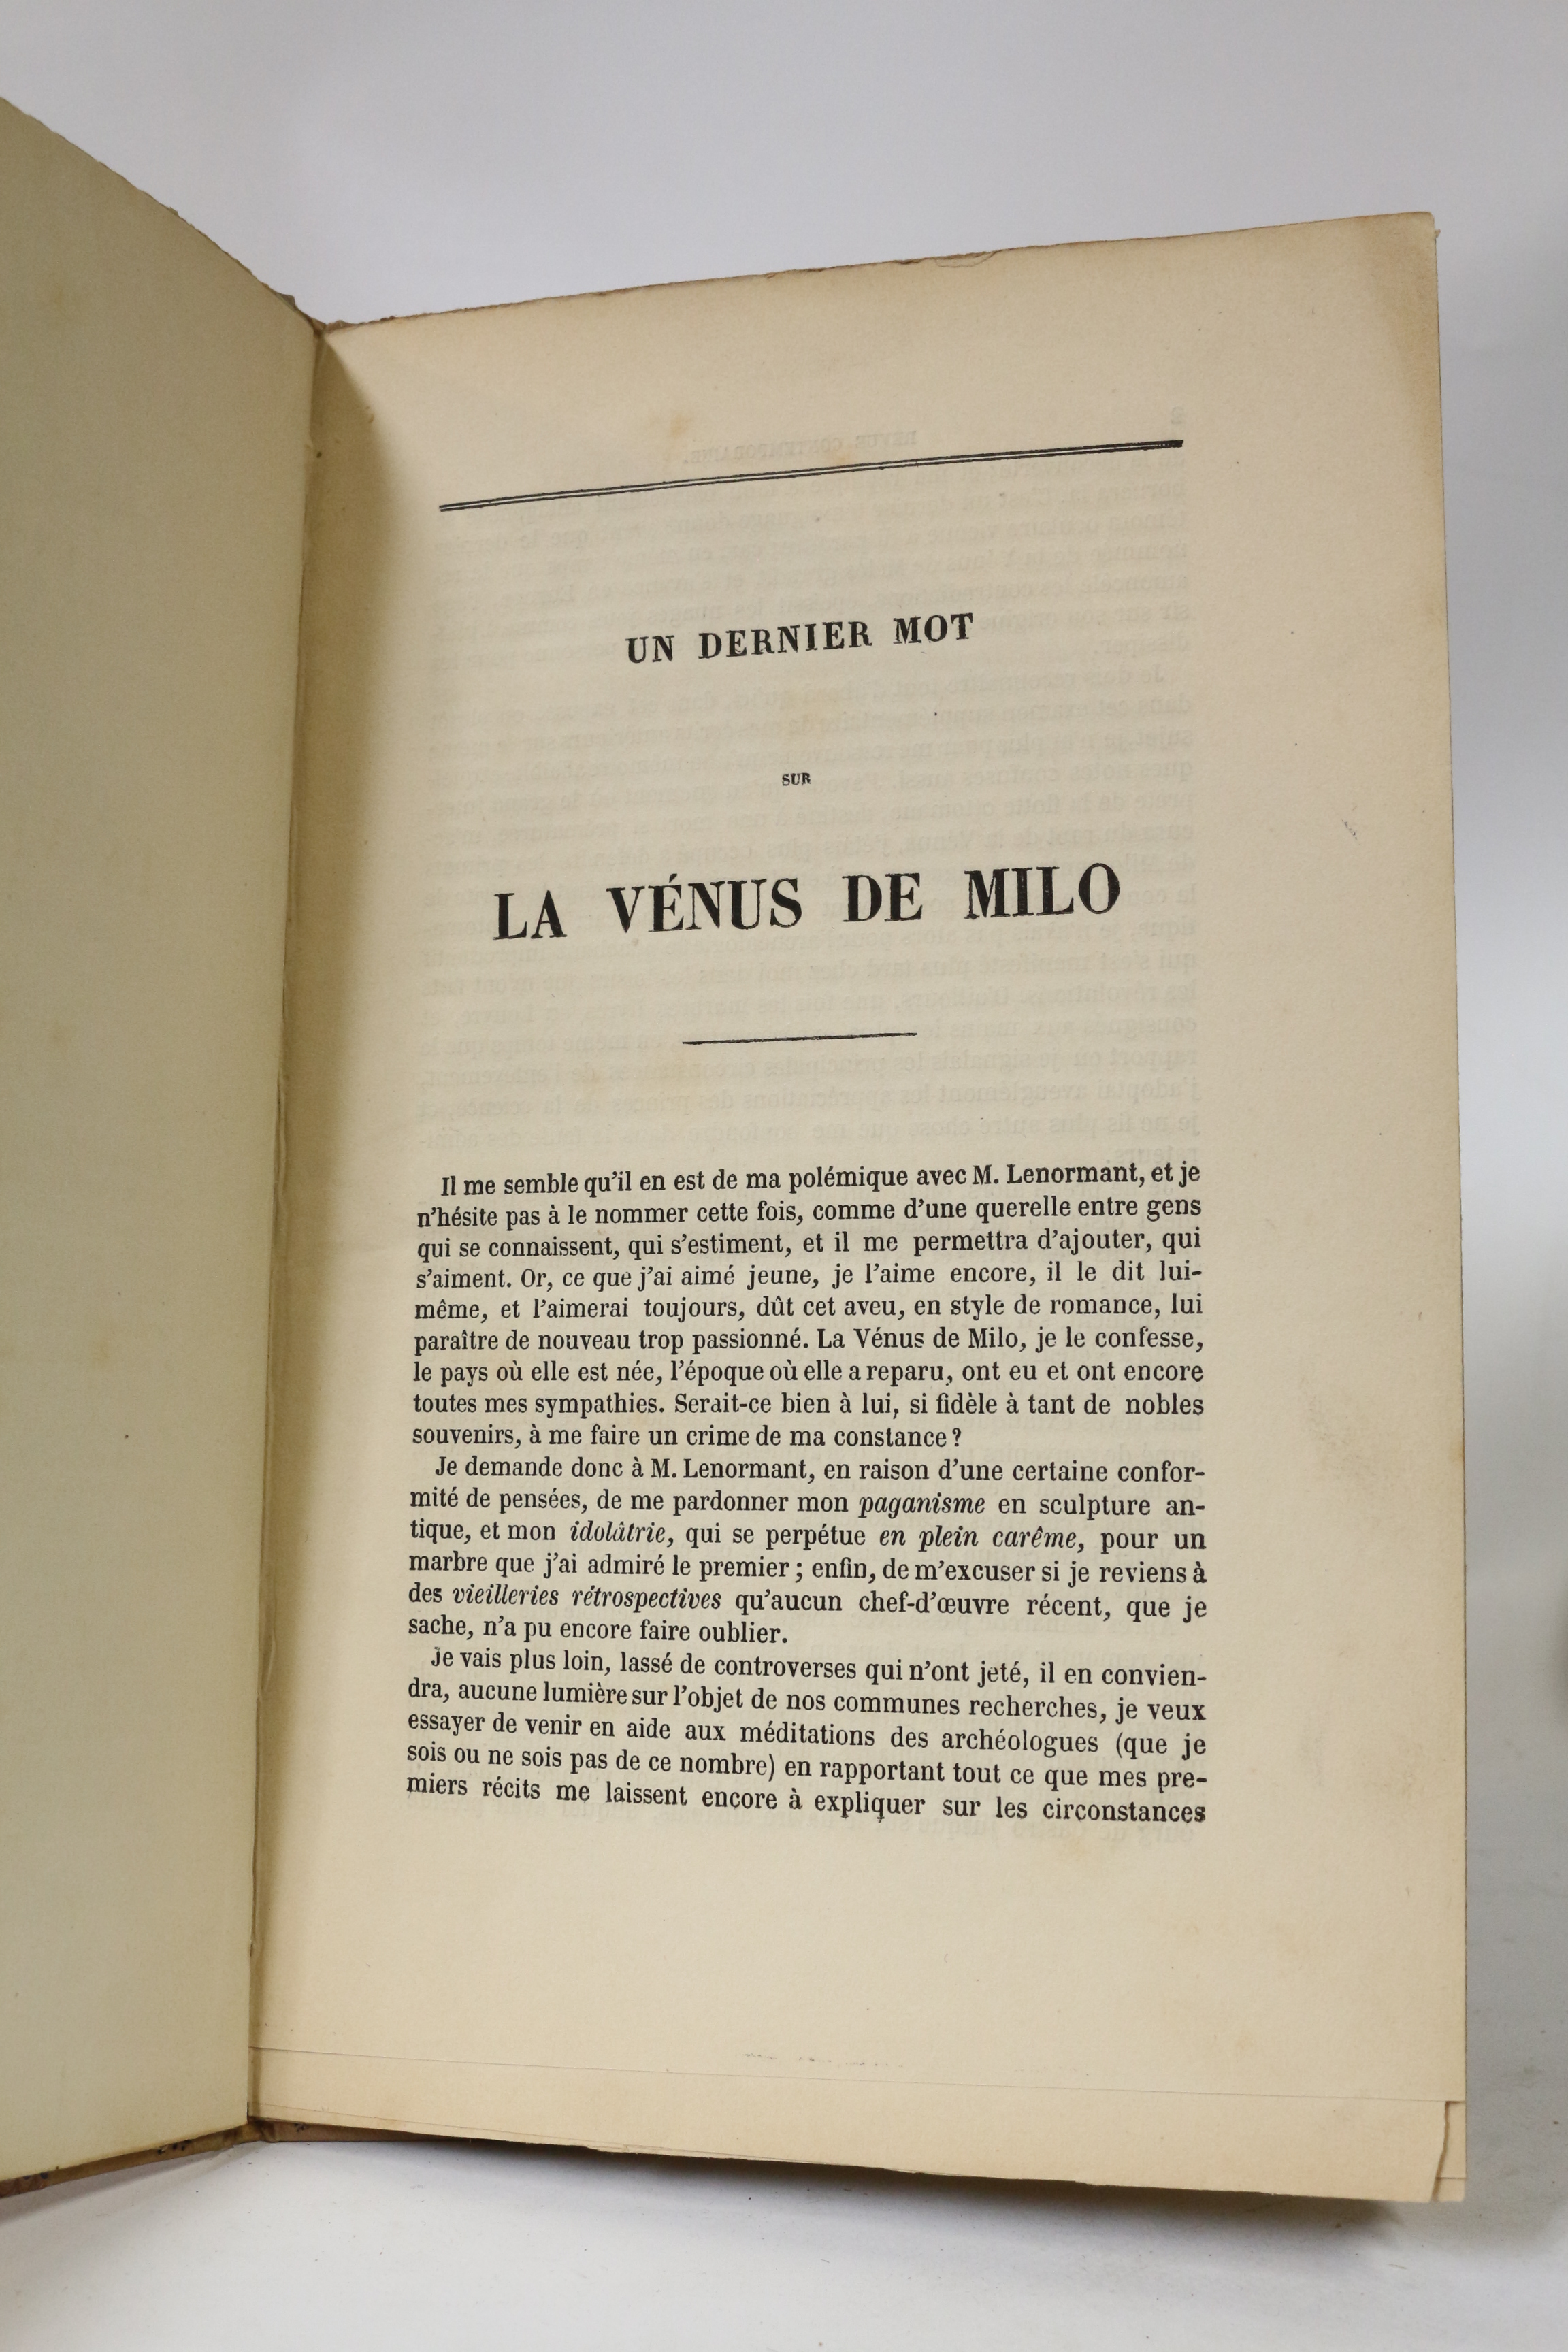 UN DERNIER MOT
SUR
LA VÉNUS DE MILO
Il me semble qu'il en est de ma polémique avec M. Lenormant, et je
n'hésite pas à le nommer cette fois, comme d'une querelle entre gens
qui se connaissent, qui s'estiment, et il me permettra d'ajouter, qui
s'aiment. Or, ce que j'ai aimé jeune, je l'aime encore, il le dit lui-
même, et l'aimerai toujours, dût cet aveu, en style de romance, lui
paraître de nouveau trop passionné. La Vénus de Milo, je le confesse,
le pays où elle est née, l'époque où elle a reparu, ont eu et ont encore
toutes mes sympathies. Serait-ce bien à lui, si fidèle à tant de nobles
souvenirs, à me faire un crime de ma constance ?
Je demande donc à M. Lenormant, en raison d'une certaine confor-
mité de pensées, de me pardonner mon paganisme en sculpture an-
tique, et mon idolâtrie, qui se perpétue en plein carême, pour un
marbre que j'ai admiré le premier ; enfin, de m'excuser si je reviens à
des vieilleries rétrospectives qu'aucun chef-d'œuvre récent, que je
sache, n'a pu encore faire oublier.
Je vais plus loin, lassé de controverses qui n'ont jeté, il en convien-
dra, aucune lumière sur l'objet de nos communes recherches, je veux
essayer de venir en aide aux méditations des archéologues (que je
sois ou ne sois pas de ce nombre) en rapportant tout ce que mes pre-
miers récits me laissent encore à expliquer sur les circonstances